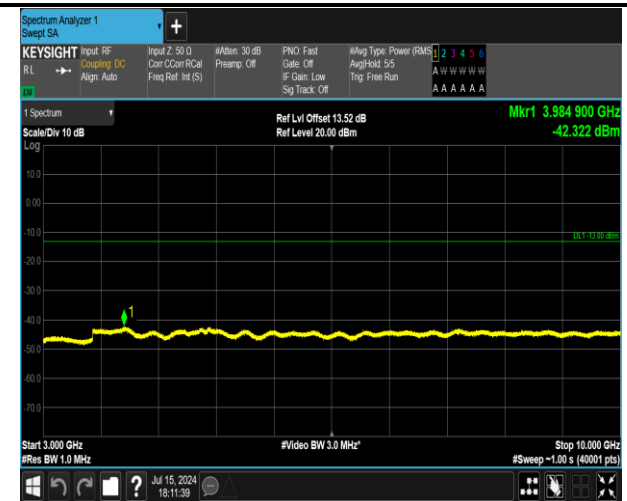 Spectrum Analyzer 1
Swept SA
+
KEYSIGHT
RL
LV
Input: RF
Coupling: DC
Align: Auto
Input Z: 50 Ω
Corr CCorr RCal
Freq Ref: Int (S)
#Atten: 30 dB
Preamp: Off
PNO: Fast
Gate: Off
IF Gain: Low
Sig Track: Off
#Avg Type: Power (RMS
Avg|Hold: 5/5
Trig: Free Run
1 2 3 4 5 6
A W W W W W
A A A A A A
1 Spectrum
Scale/Div 10 dB
Log
Ref Lvl Offset 13.52 dB
Ref Level 20.00 dBm
Mkr1 3.984 900 GHz
-42.322 dBm
10.0
0.00
-10.0
DL1 -13.00 dBm
-20.0
-30.0
-40.0
1
-50.0
-60.0
-70.0
Start 3.000 GHz
#Res BW 1.0 MHz
#Video BW 3.0 MHz*
Stop 10.000 GHz
#Sweep ~1.00 s (40001 pts)
?
Jul 15, 2024
18:11:39